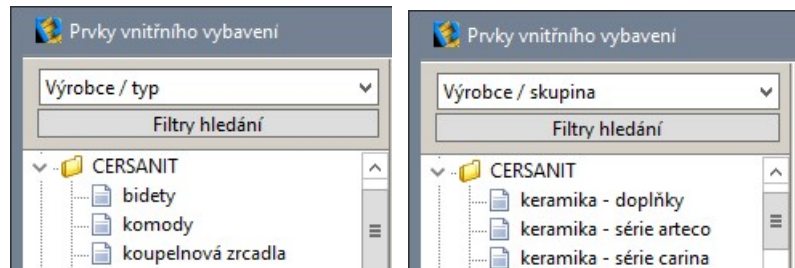 Prvky vnitřního vybavení
Výrobce / typ
Filtry hledání
CERSANIT
bidety
komody
koupelnová zrcadla
Prvky vnitřního vybavení
Výrobce / skupina
Filtry hledání
CERSANIT
keramika - doplňky
keramika - série arteco
keramika - série carina